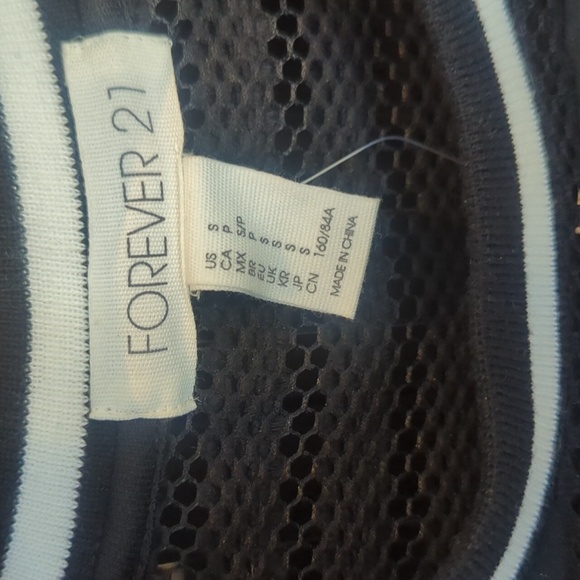 FOREVER 21
US S
CA P
MX S/P
BR P
EU S
UK S
KR S
JP S
CN 160/84A
MADE IN CHINA